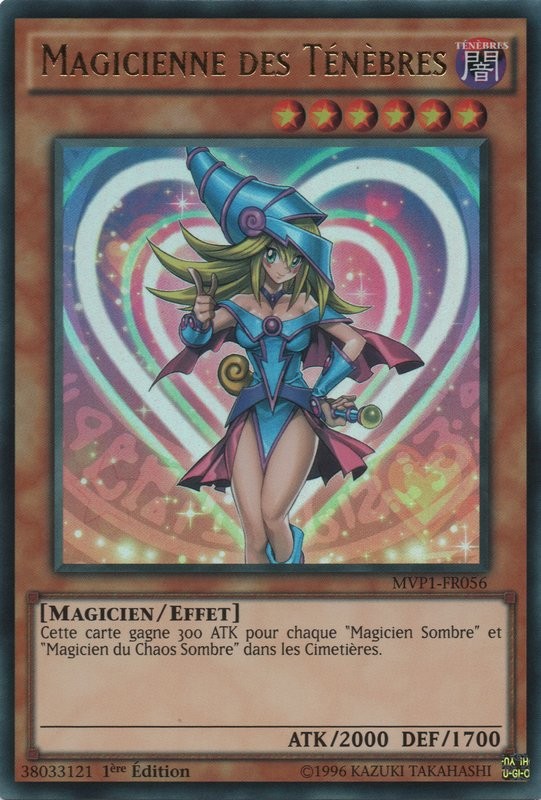 Magicienne des Ténèbres
TÉNÈBRES
闇
MVP1-FR056
[Magicien/Effet]
Cette carte gagne 300 ATK pour chaque "Magicien Sombre" et
"Magicien du Chaos Sombre" dans les Cimetières.
ATK/2000 DEF/1700
38033121 1ère Édition ©1996 KAZUKI TAKAHASHI